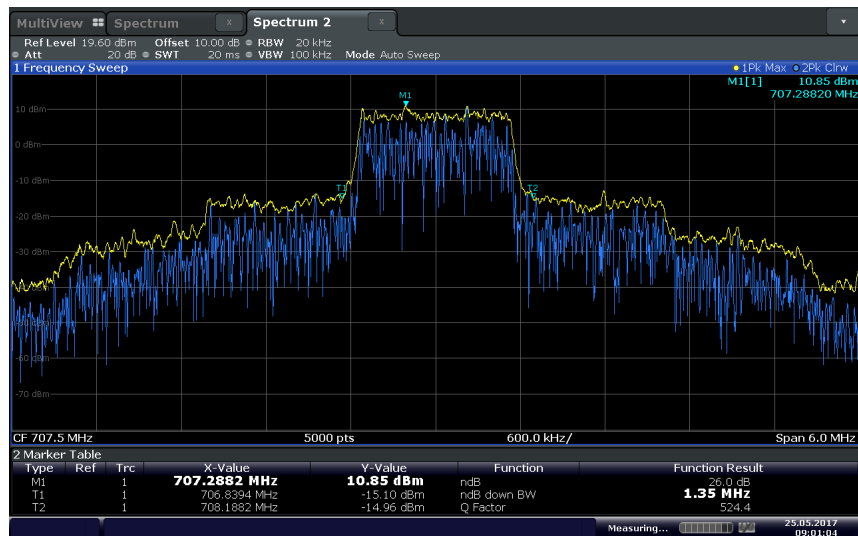 MultiView Spectrum x Spectrum 2 x
Ref Level 19.60 dBm Offset 10.00 dB RBW 20 kHz
Att 20 dB SWT 20 ms VBW 100 kHz Mode Auto Sweep
1 Frequency Sweep 1Pk Max 2Pk Clrw
M1[1] 10.85 dBm
707.28820 MHz
M1
10 dBm
0 dBm
-10 dBm
T1 T2
-20 dBm
-30 dBm
-60 dBm
-70 dBm
CF 707.5 MHz 5000 pts 600.0 kHz/ Span 6.0 MHz
2 Marker Table
Type Ref Trc X-Value Y-Value Function Function Result
M1 1 707.2882 MHz 10.85 dBm ndB 26.0 dB
T1 1 706.8394 MHz -15.10 dBm ndB down BW 1.35 MHz
T2 1 708.1882 MHz -14.96 dBm Q Factor 524.4
Measuring... 25.05.2017
09:01:04